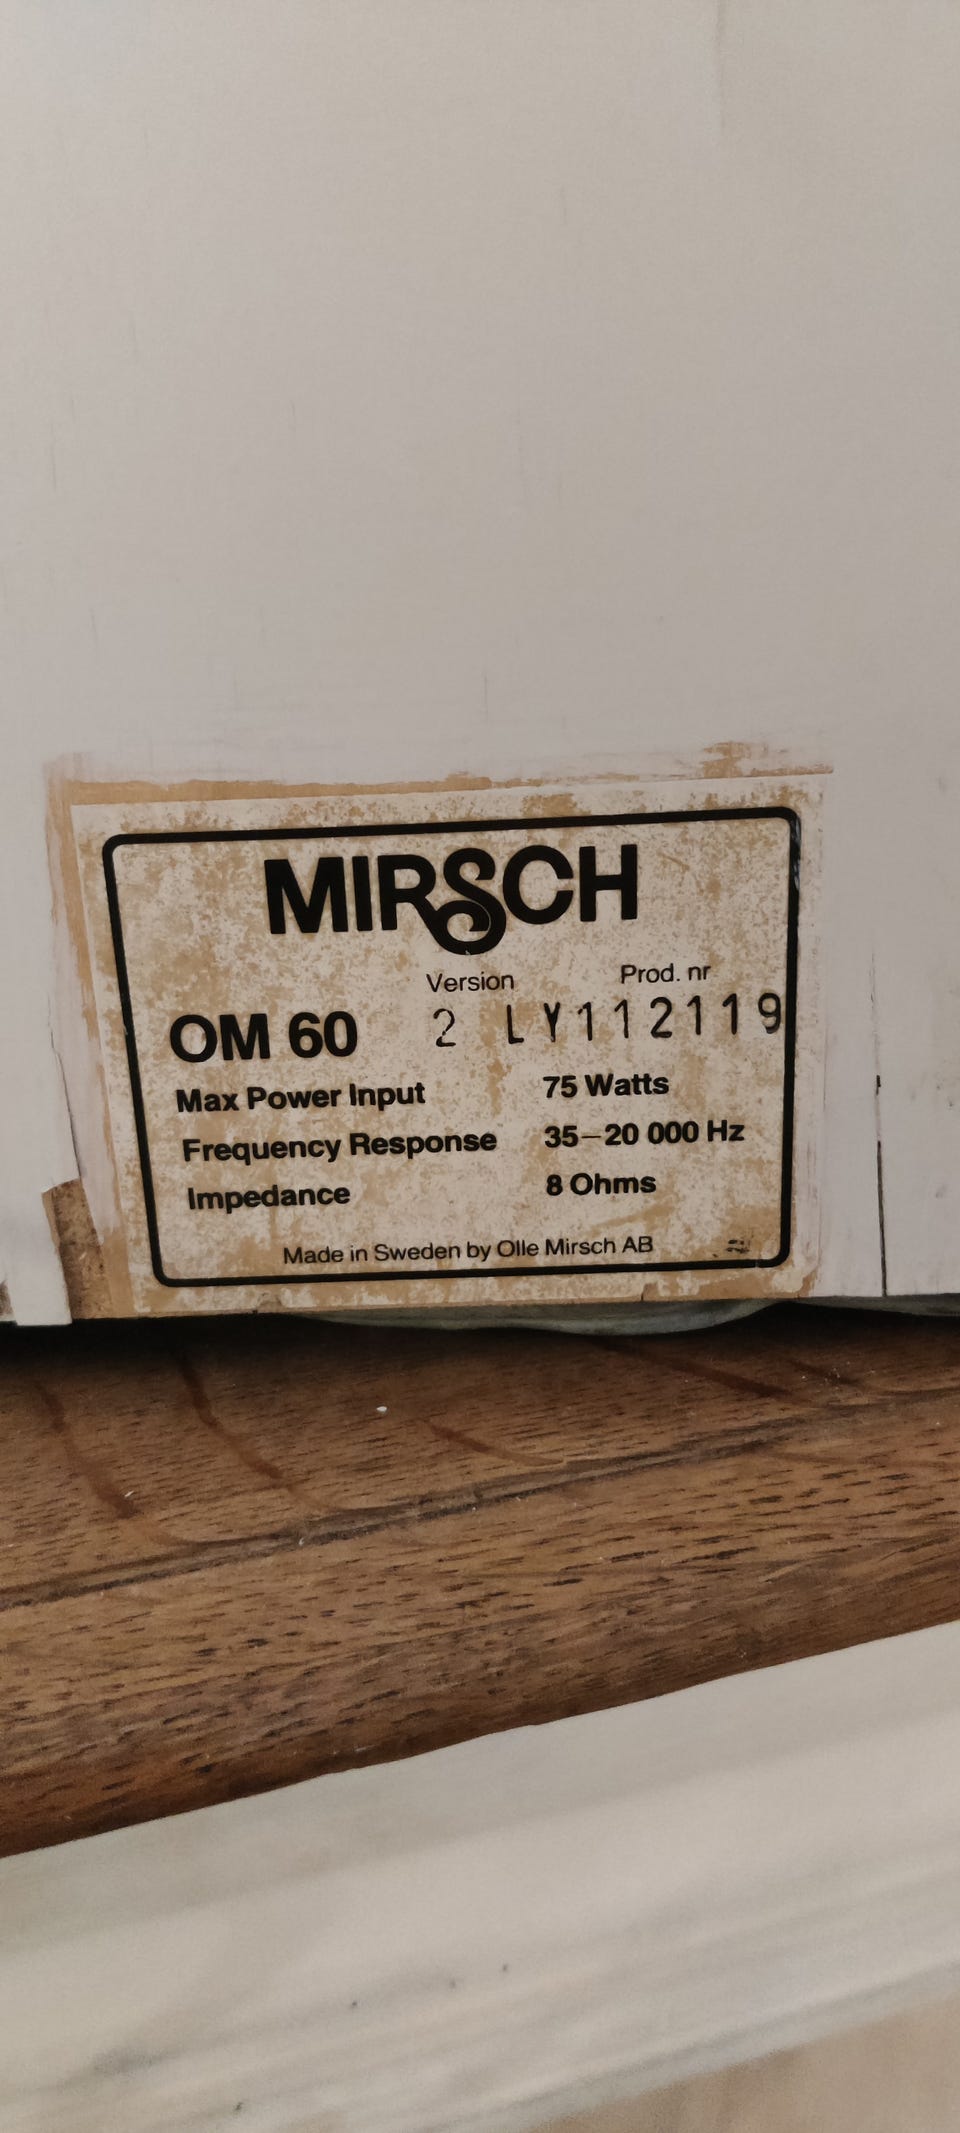 MIRSCH
Version Prod. nr
OM 60 2 LY112119
Max Power Input 75 Watts
Frequency Response 35–20 000 Hz
Impedance 8 Ohms
Made in Sweden by Olle Mirsch AB